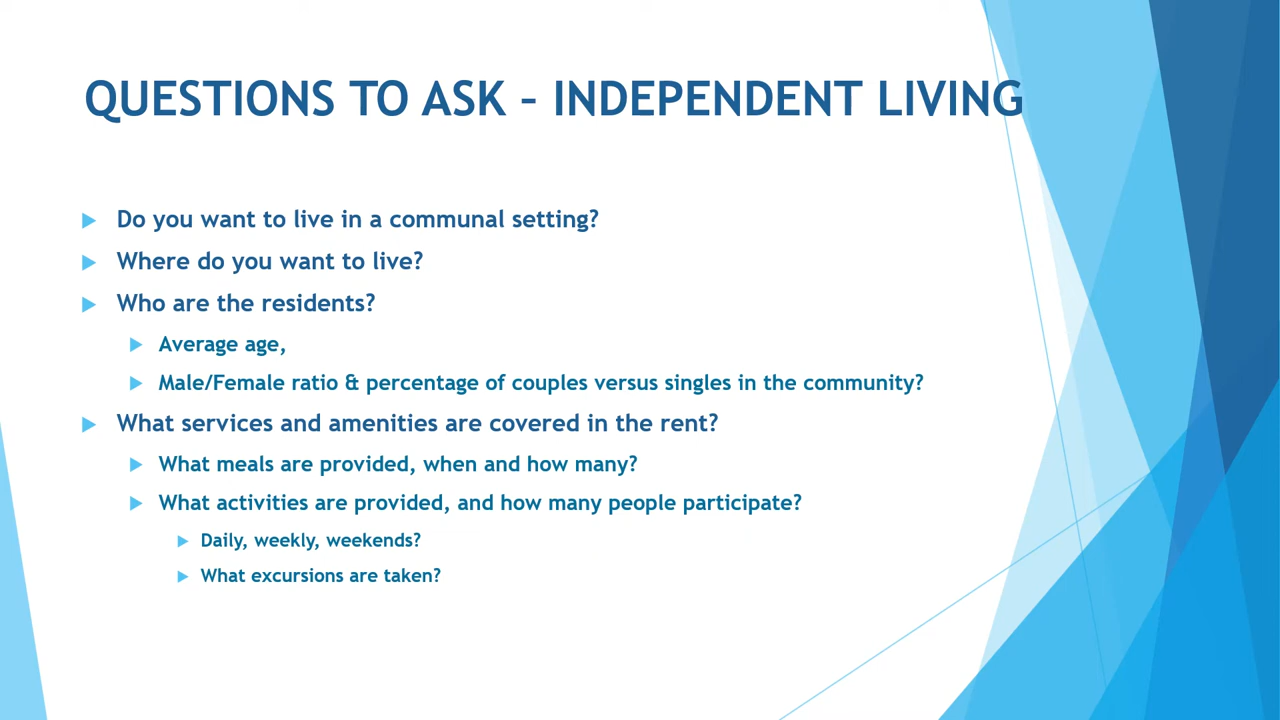 QUESTIONS TO ASK – INDEPENDENT LIVING
Do you want to live in a communal setting?
Where do you want to live?
Who are the residents?
Average age,
Male/Female ratio & percentage of couples versus singles in the community?
What services and amenities are covered in the rent?
What meals are provided, when and how many?
What activities are provided, and how many people participate?
Daily, weekly, weekends?
What excursions are taken?